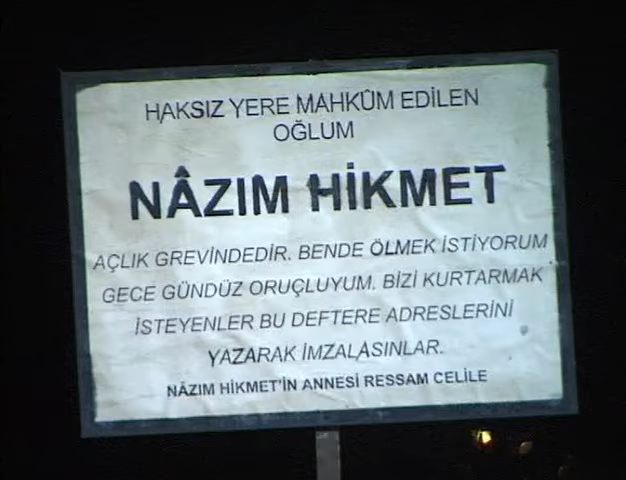 HAKSIZ YERE MAHKÛM EDİLEN
OĞLUM
NÂZIM HİKMET
AÇLIK GREVİNDEDİR. BENDE ÖLMEK İSTİYORUM
GECE GÜNDÜZ ORUÇLUYUM. BİZİ KURTARMAK
İSTEYENLER BU DEFTERE ADRESLERİNİ
YAZARAK İMZALASINLAR.
NÂZIM HİKMET'İN ANNESİ RESSAM CELİLE